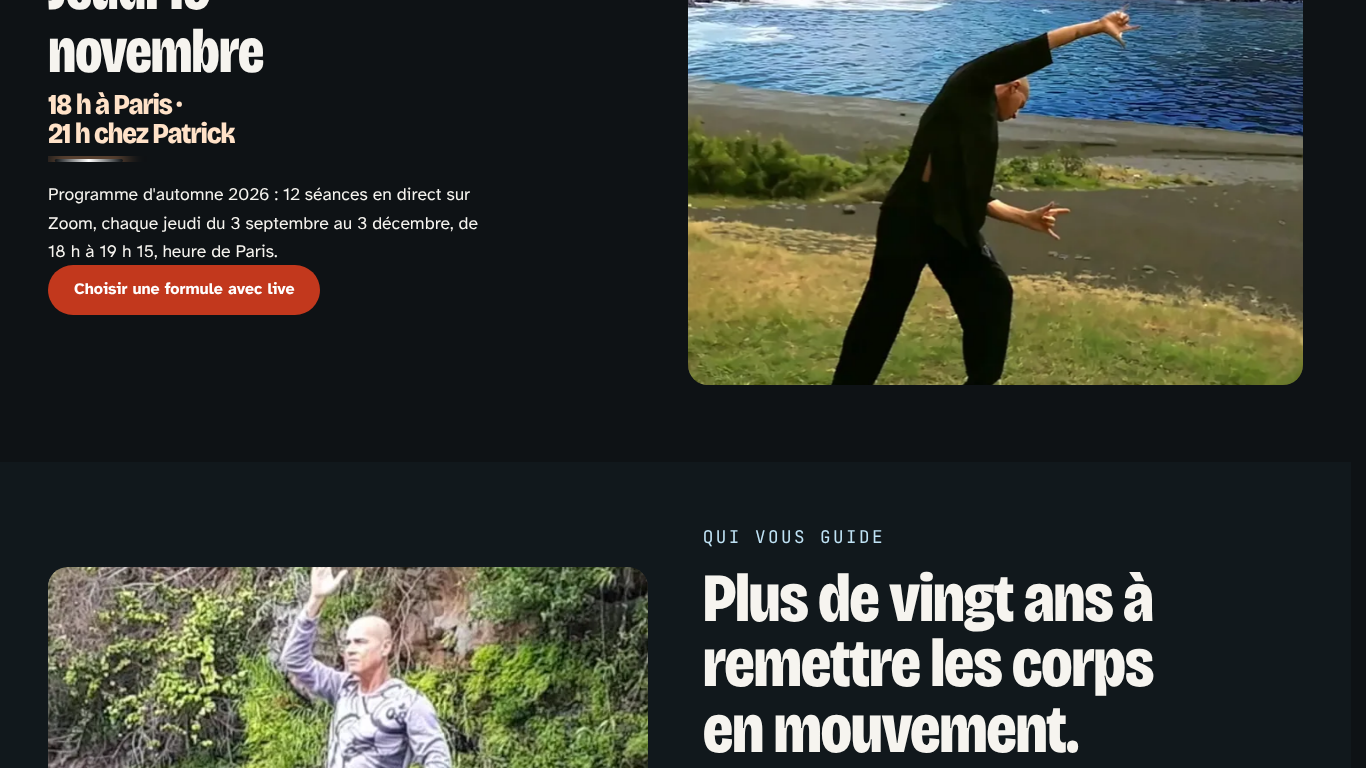 novembre
18 h à Paris ·
21 h chez Patrick
Programme d'automne 2026 : 12 séances en direct sur
Zoom, chaque jeudi du 3 septembre au 3 décembre, de
18 h à 19 h 15, heure de Paris.
Choisir une formule avec live
QUI VOUS GUIDE
Plus de vingt ans à
remettre les corps
en mouvement.